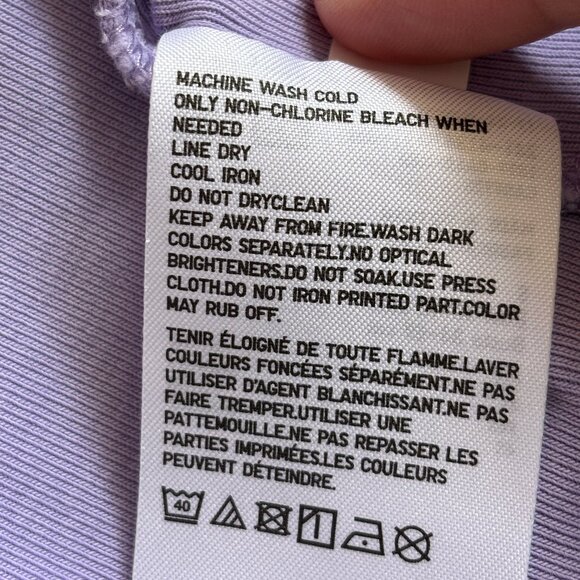 MACHINE WASH COLD
ONLY NON-CHLORINE BLEACH WHEN
NEEDED
LINE DRY
COOL IRON
DO NOT DRYCLEAN
KEEP AWAY FROM FIRE.WASH DARK
COLORS SEPARATELY.NO OPTICAL
BRIGHTENERS.DO NOT SOAK.USE PRESS
CLOTH.DO NOT IRON PRINTED PART.COLOR
MAY RUB OFF.
TENIR ÉLOIGNÉ DE TOUTE FLAMME.LAVER
COULEURS FONCÉES SÉPARÉMENT.NE PAS
UTILISER D'AGENT BLANCHISSANT.NE PAS
FAIRE TREMPER.UTILISER UNE
PATTEMOUILLE.NE PAS REPASSER LES
PARTIES IMPRIMÉES.LES COULEURS
PEUVENT DÉTEINDRE.
40